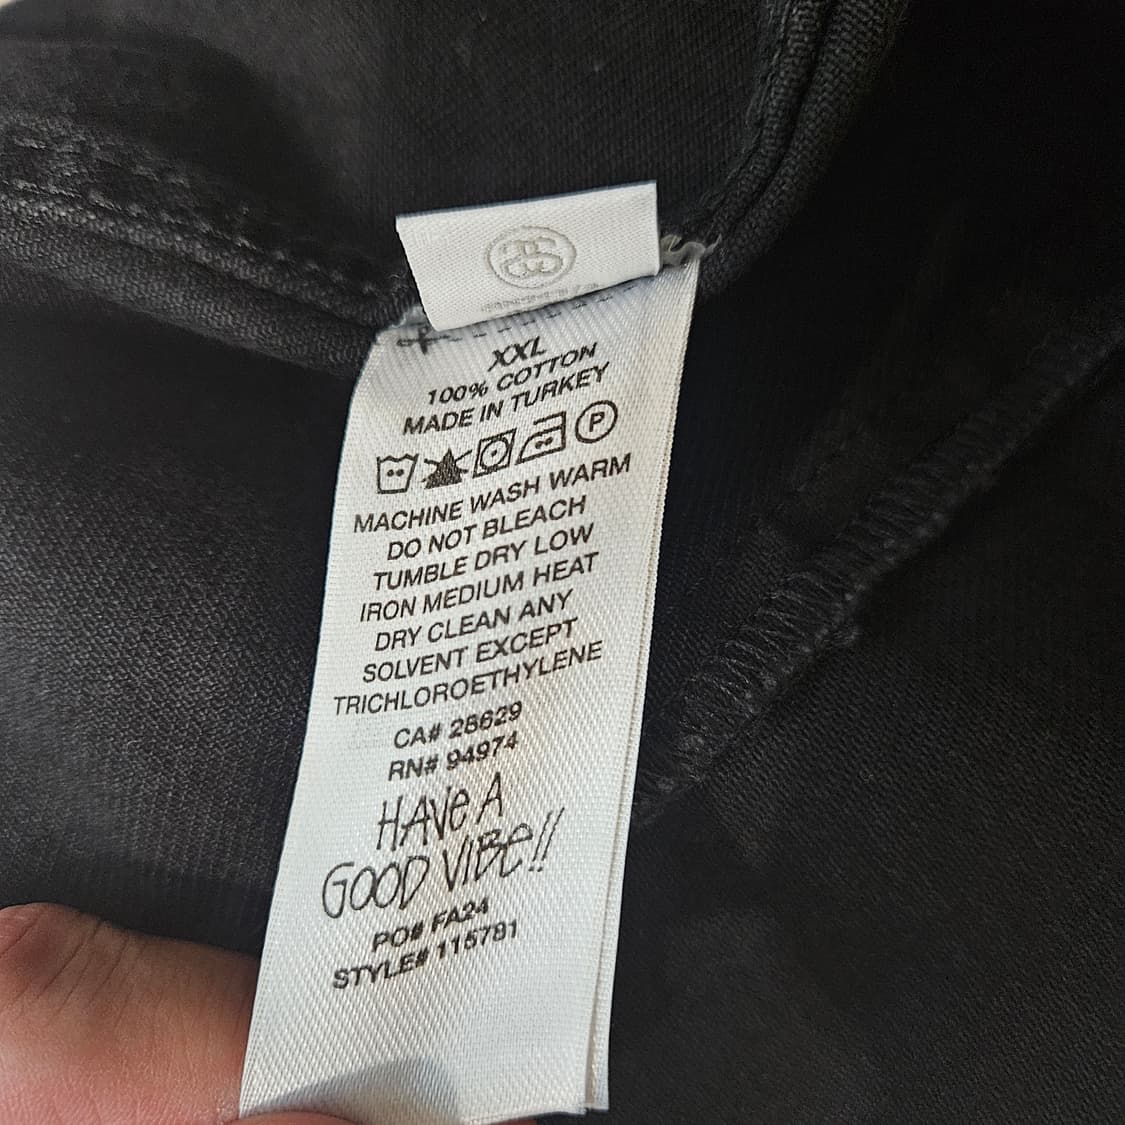 XXL
100% COTTON
MADE IN TURKEY
P
MACHINE WASH WARM
DO NOT BLEACH
TUMBLE DRY LOW
IRON MEDIUM HEAT
DRY CLEAN ANY
SOLVENT EXCEPT
TRICHLOROETHYLENE
CA# 28629
RN# 94974
HAVE A
GOOD VIBE!!
PO# FA24
STYLE# 115781